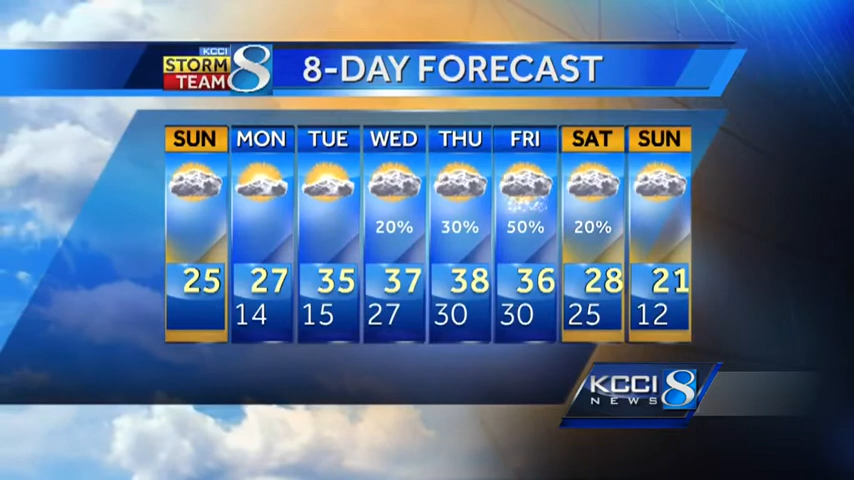 KCCI
STORM
TEAM 8
8-DAY FORECAST
SUN MON TUE WED THU FRI SAT SUN
20% 30% 50% 20%
25 27 35 37 38 36 28 21
14 15 27 30 30 25 12
KCCI 8
NEWS